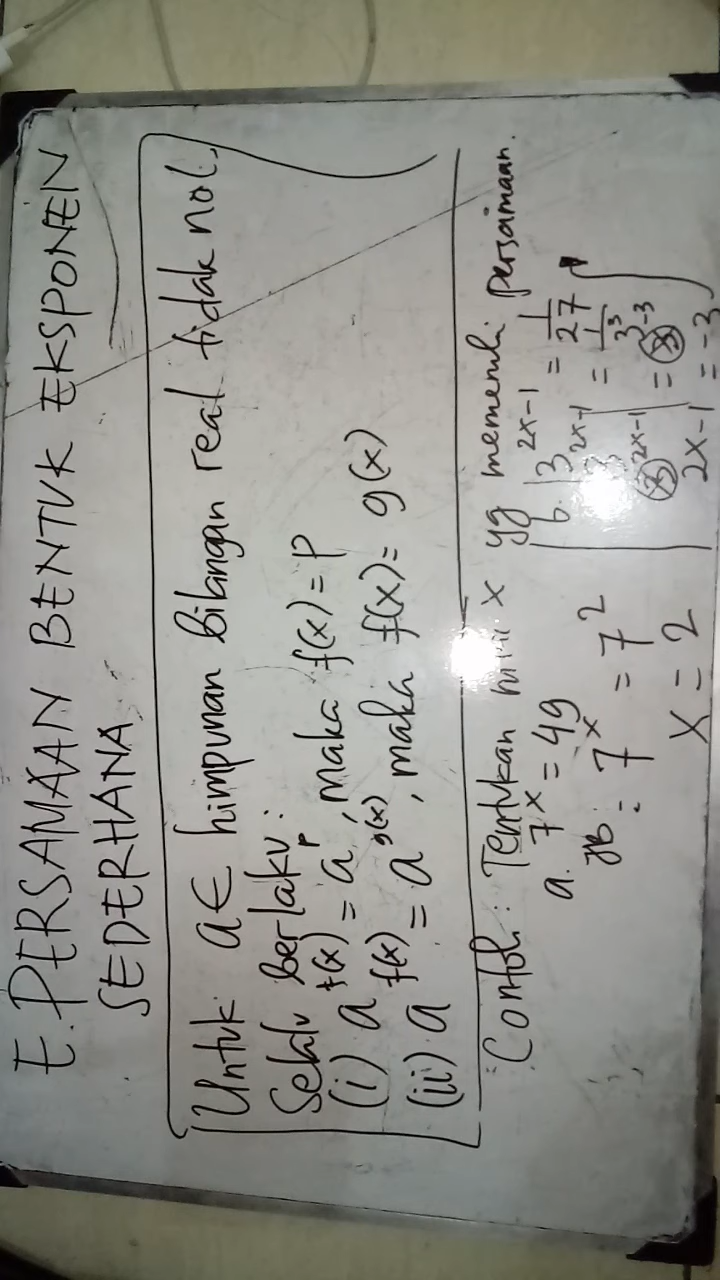 E. PERSAMAAN BENTUK EKSPONEN
SEDERHANA
Untuk a ∈ himpunan bilangan real tidak nol,
Selalu berlaku:
(i) a^f(x) = a^p, maka f(x) = p
(ii) a^f(x) = a^g(x), maka f(x) = g(x)
Contoh: Tentukan nilai x yg memenuhi persamaan.
a. 7^x = 49
jb: 7^x = 7^2
x = 2
b. 3^2x-1 = 1/27
3^2x-1 = 1/3^3
3^2x-1 = 3^-3
2x-1 = -3